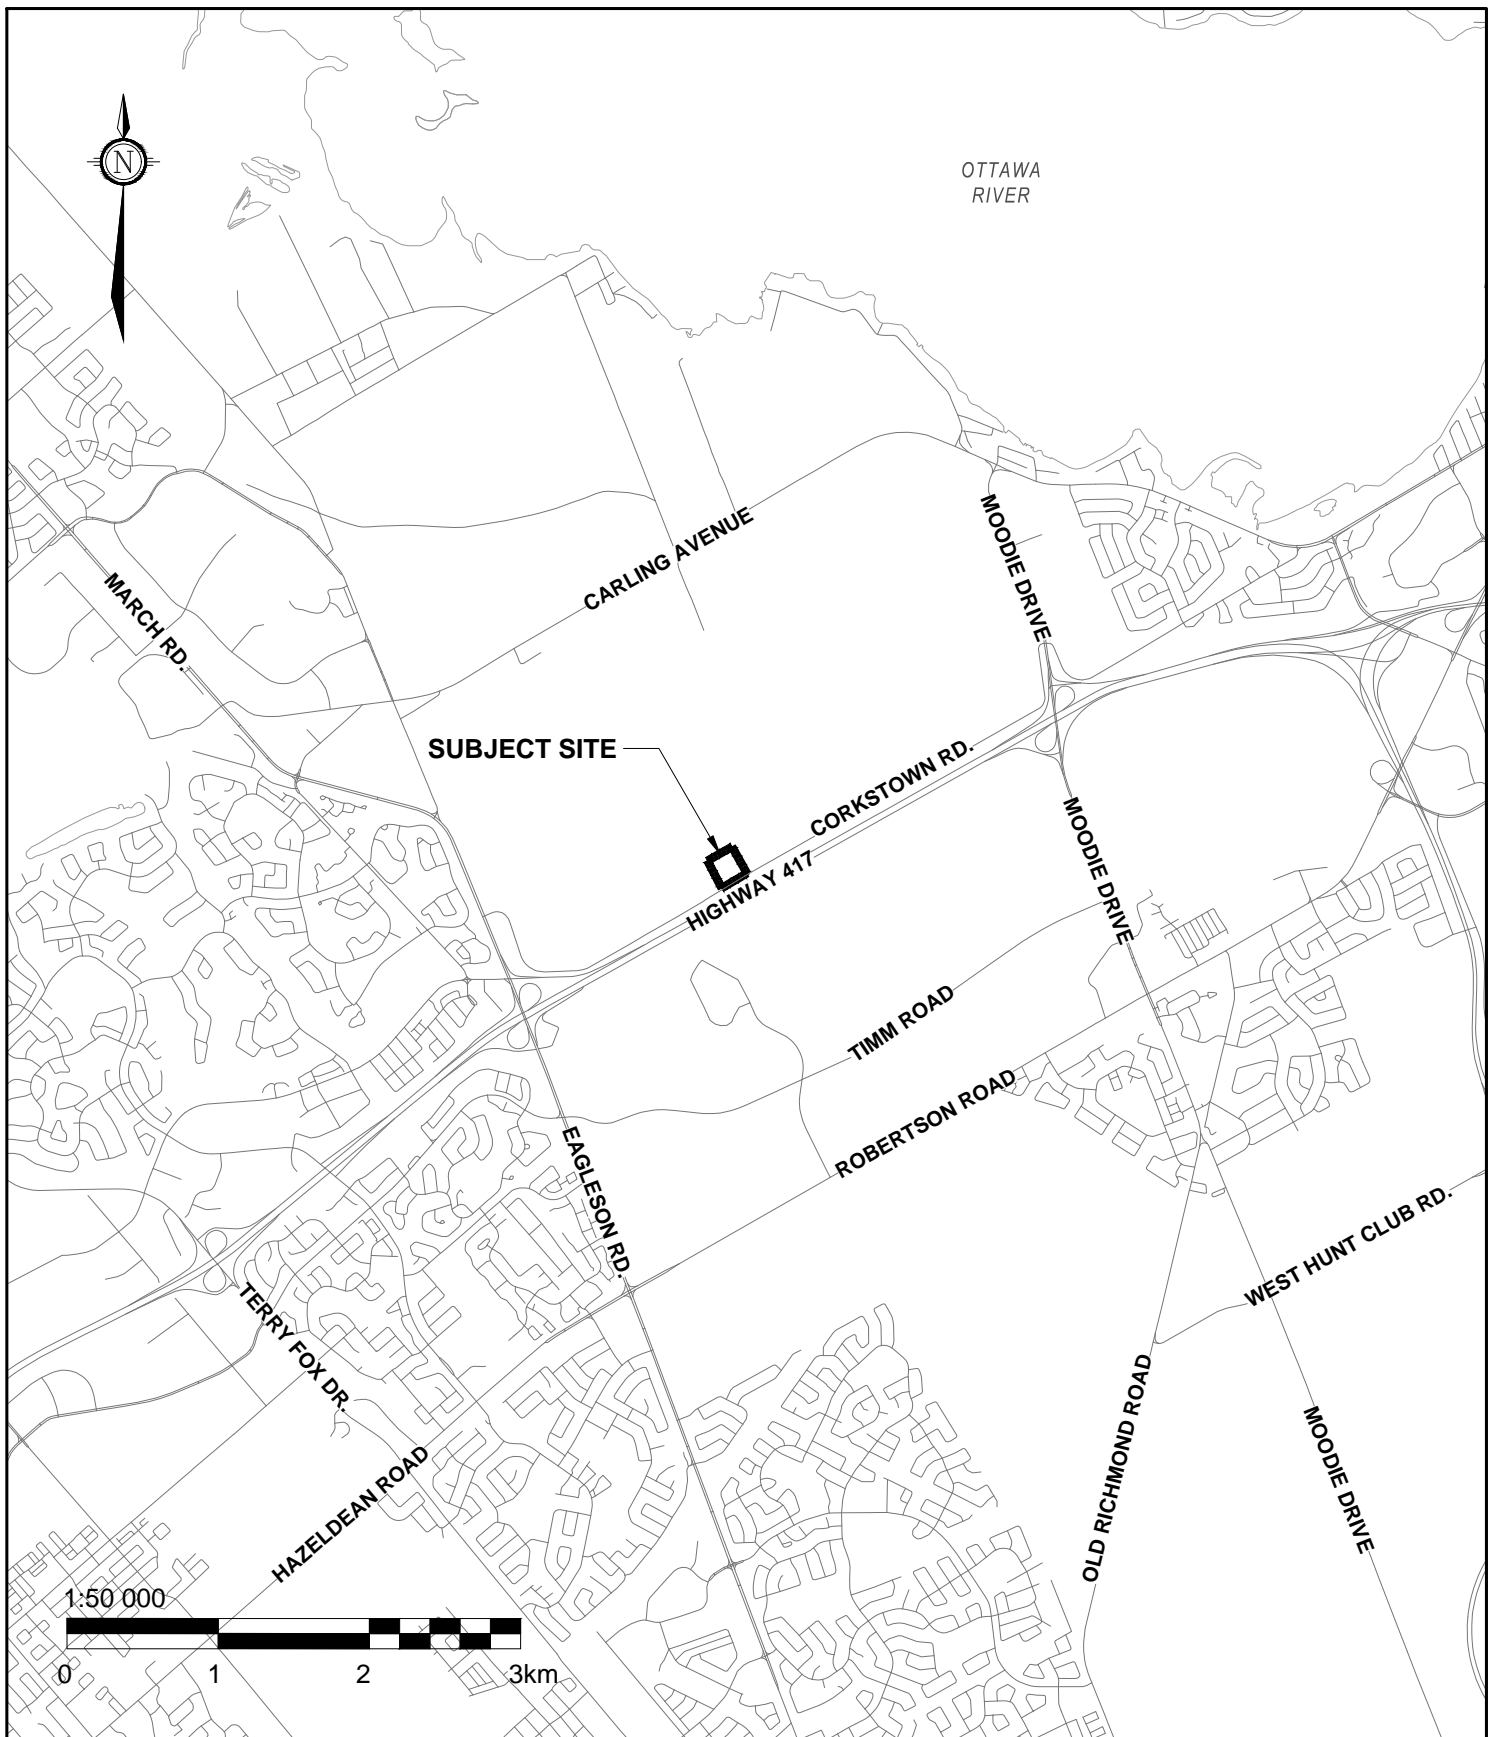 N
OTTAWA
RIVER
MOODIE DRIVE
CARLING AVENUE
MARCH RD.
SUBJECT SITE
CORKSTOWN RD.
HIGHWAY 417
MOODIE DRIVE
TIMM ROAD
ROBERTSON ROAD
EAGLESON RD.
WEST HUNT CLUB RD.
TERRY FOX DR.
OLD RICHMOND ROAD
MOODIE DRIVE
HAZELDEAN ROAD
1:50 000
0 1 2 3km